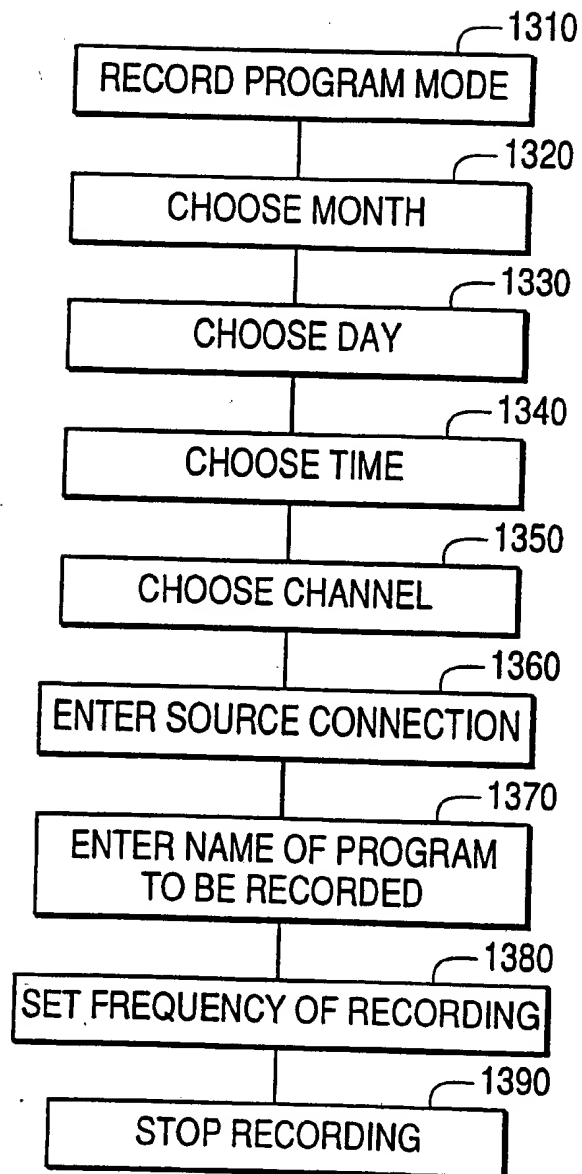 1310
RECORD PROGRAM MODE
1320
CHOOSE MONTH
1330
CHOOSE DAY
1340
CHOOSE TIME
1350
CHOOSE CHANNEL
1360
ENTER SOURCE CONNECTION
1370
ENTER NAME OF PROGRAM
TO BE RECORDED
1380
SET FREQUENCY OF RECORDING
1390
STOP RECORDING